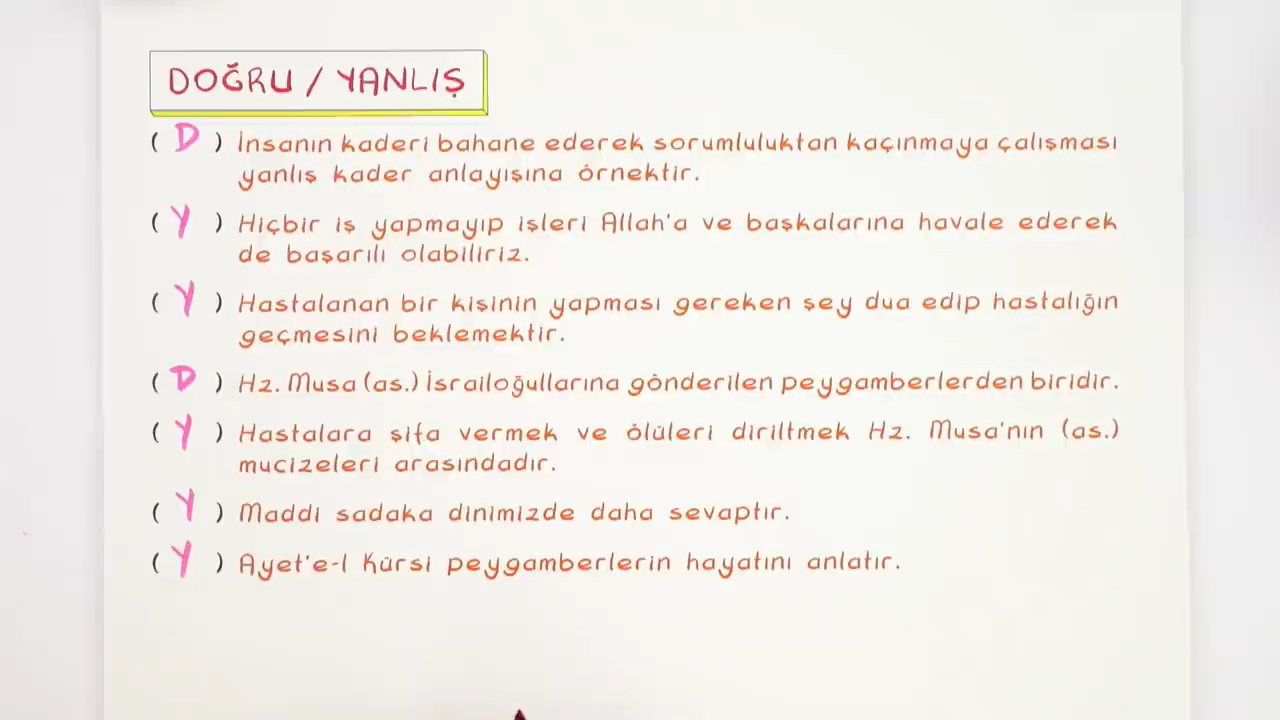 DOĞRU / YANLIŞ
( D ) İnsanın kaderi bahane ederek sorumluluktan kaçınmaya çalışması
yanlış kader anlayışına örnektir.
( Y ) Hiçbir iş yapmayıp işleri Allah'a ve başkalarına havale ederek
de başarılı olabiliriz.
( Y ) Hastalanan bir kişinin yapması gereken şey dua edip hastalığın
geçmesini beklemektir.
( D ) Hz. Musa (as.) İsrailoğullarına gönderilen peygamberlerden biridir.
( Y ) Hastalara şifa vermek ve ölüleri diriltmek Hz. Musa'nın (as.)
mucizeleri arasındadır.
( Y ) Maddi sadaka dinimizde daha sevaptır.
( Y ) Ayet'e-l Kürsi peygamberlerin hayatını anlatır.